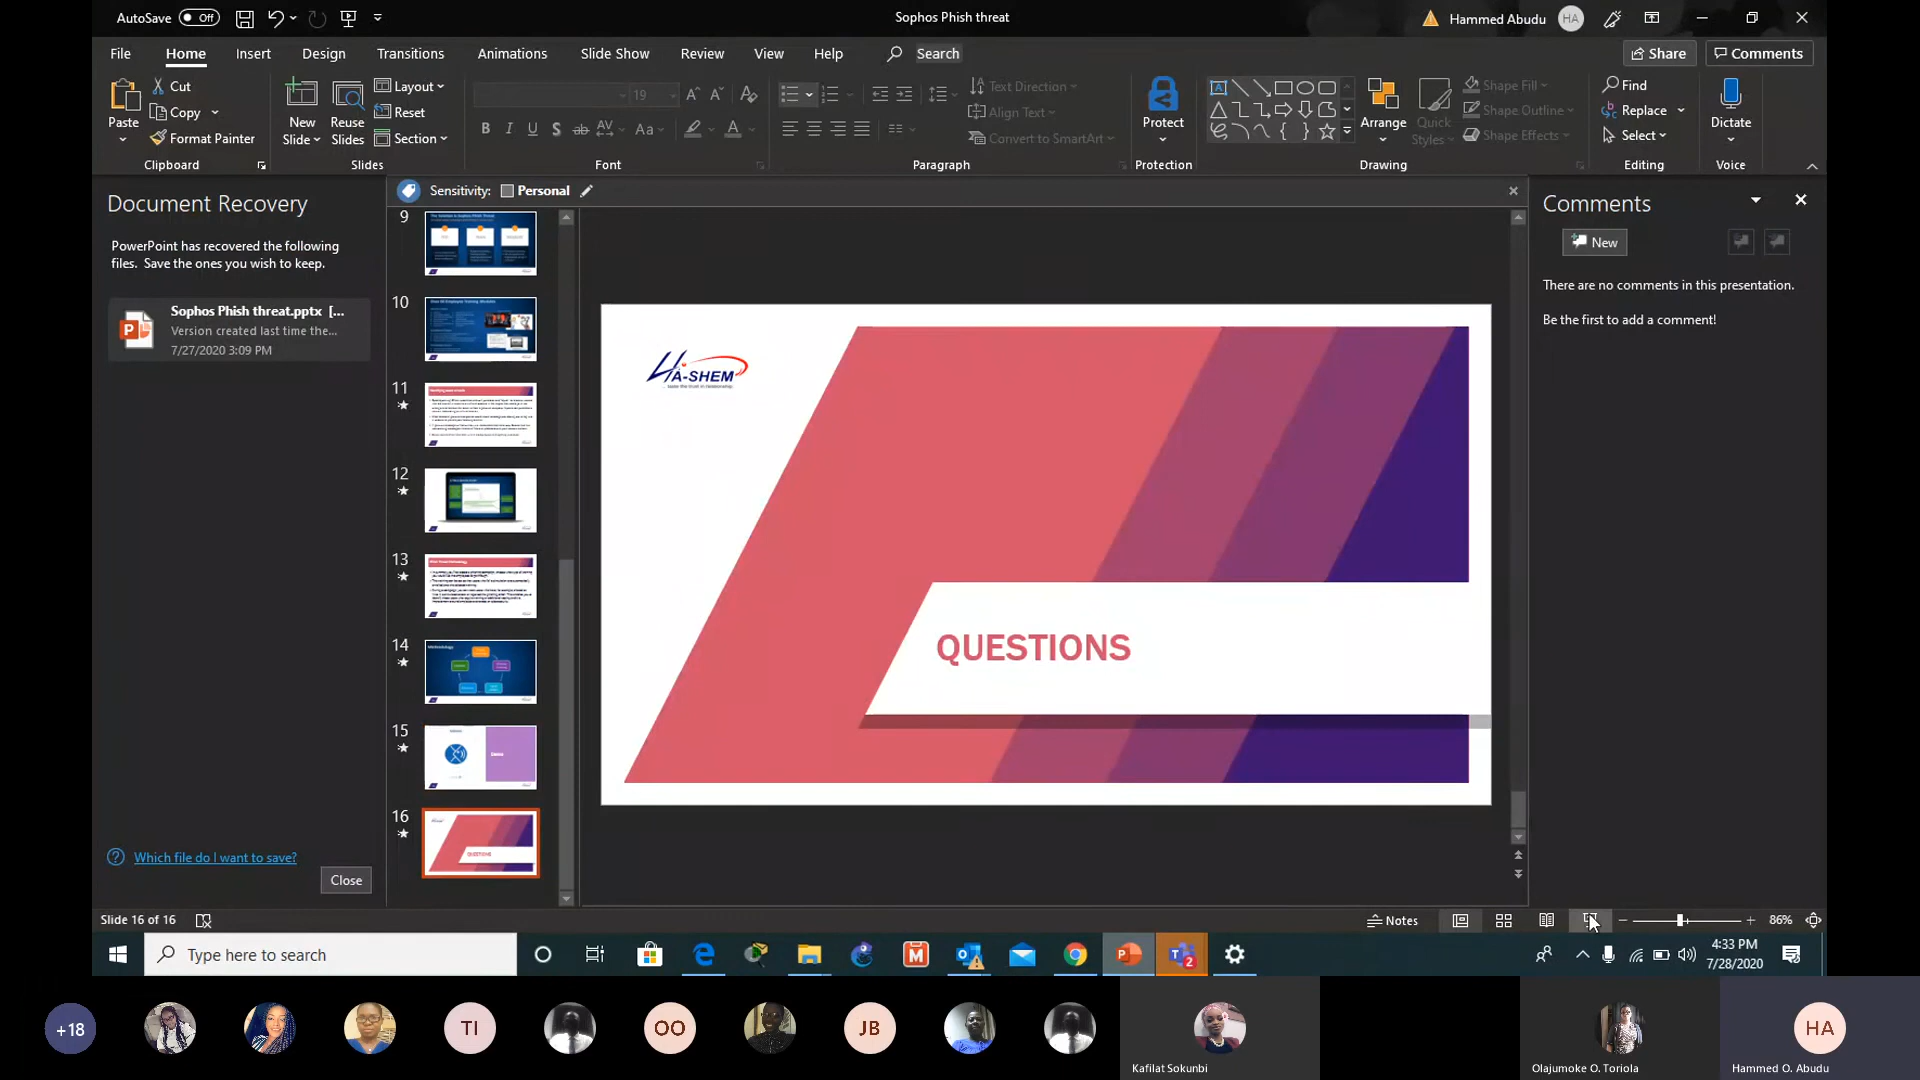 AutoSave Off
Sophos Phish threat
Hammed Abudu HA
File Home Insert Design Transitions Animations Slide Show Review View Help Search
Share Comments
Paste
Cut
Copy
Format Painter
Clipboard
New Slide
Reuse Slides
Layout
Reset
Section
Slides
19
Font
Text Direction
Align Text
Convert to SmartArt
Paragraph
Protect
Protection
Arrange
Quick Styles
Shape Fill
Shape Outline
Shape Effects
Drawing
Find
Replace
Select
Editing
Dictate
Voice
Document Recovery
PowerPoint has recovered the following
files. Save the ones you wish to keep.
Sophos Phish threat.pptx [...
Version created last time the...
7/27/2020 3:09 PM
Which file do I want to save?
Close
Sensitivity: Personal
9
10
11
12
13
14
15
16
HA-SHEM
QUESTIONS
Comments
New
There are no comments in this presentation.
Be the first to add a comment!
Slide 16 of 16
Notes
86%
Type here to search
2
4:33 PM
7/28/2020
+18
TI
OO
JB
Kafilat Sokunbi
Olajumoke O. Toriola
HA
Hammed O. Abudu